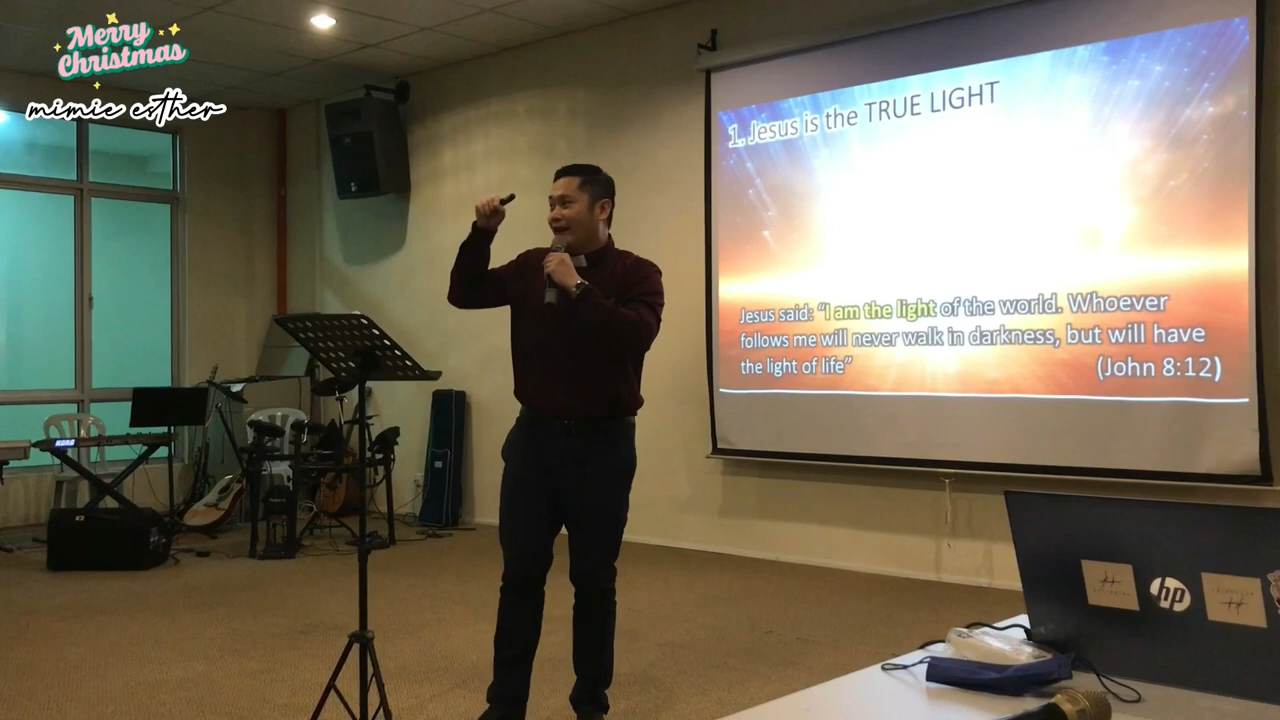 Merry
Christmas
mimie esther
1. Jesus is the TRUE LIGHT
Jesus said: “I am the light of the world. Whoever
follows me will never walk in darkness, but will have
the light of life”
(John 8:12)
KORG
hp